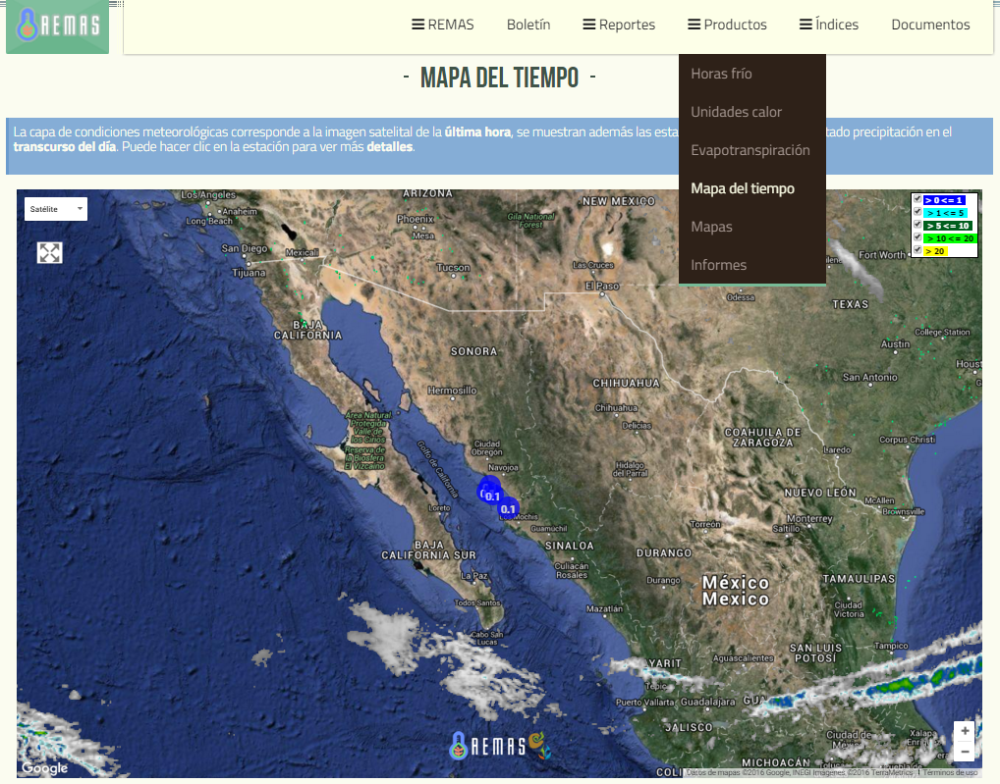 REMAS
REMAS Boletín Reportes Productos Índices Documentos
- MAPA DEL TIEMPO -
Horas frío
Unidades calor
Evapotranspiración
Mapa del tiempo
Mapas
Informes
La capa de condiciones meteorológicas corresponde a la imagen satelital de la última hora, se muestran además las esta tado precipitación en el
transcurso del día. Puede hacer clic en la estación para ver más detalles.
Satélite
> 0 <= 1
> 1 <= 5
> 5 <= 10
> 10 <= 20
> 20
Los Angeles
Anaheim
Long Beach
ARIZONA
Phoenix
Mesa
Gila National
Forest
NEW MEXICO
San Diego
Mexicali
Tijuana
Tucson
Las Cruces
El Paso
Fort Worth
Odessa
TEXAS
BAJA
CALIFORNIA
SONORA
College Station
Austin
Houst
San Antonio
Hermosillo
CHIHUAHUA
Chihuahua
Delicias
Área Natural
Protegida
Valle de
los Cirios
Reserva de
la Biosfera
El Vizcaíno
Golfo de California
Ciudad
Obregón
Navojoa
COAHUILA DE
ZARAGOZA
Corpus Christi
Laredo
Hidalgo
del Parral
0.1
0.1
Loreto
Los Mochis
Guamúchil
NUEVO LEÓN
McAllen
Brownsville
Monterrey
Saltillo
Torreón
BAJA
CALIFORNIA SUR
SINALOA
DURANGO
Culiacán
Rosales
La Paz
Durango
México
Mexico
TAMAULIPAS
Todos Santos
Mazatlán
Ciudad
Victoria
Cabo San
Lucas
SAN LUIS
POTOSÍ
Tampico
YARIT
Aguascalientes
Tepic
Puerto Vallarta
Guadalajara
GUA
JALISCO
Ciudad de
México
Xalapa
REMAS
MICHOACÁN
Toluca
COLI
Google
Datos de mapas ©2016 Google, INEGI Imágenes ©2016 TerraMetrics Términos de uso